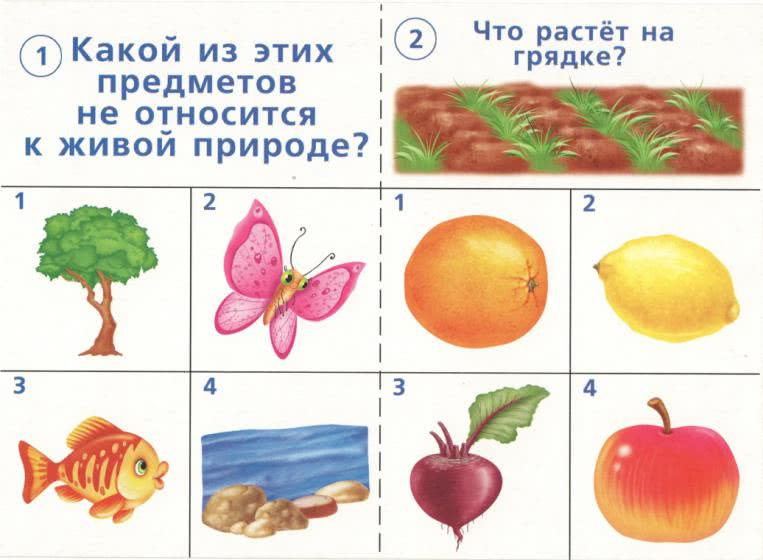 1 Какой из этих
предметов
не относится
к живой природе?
1
2
3
4
2 Что растёт на
грядке?
1
2
3
4